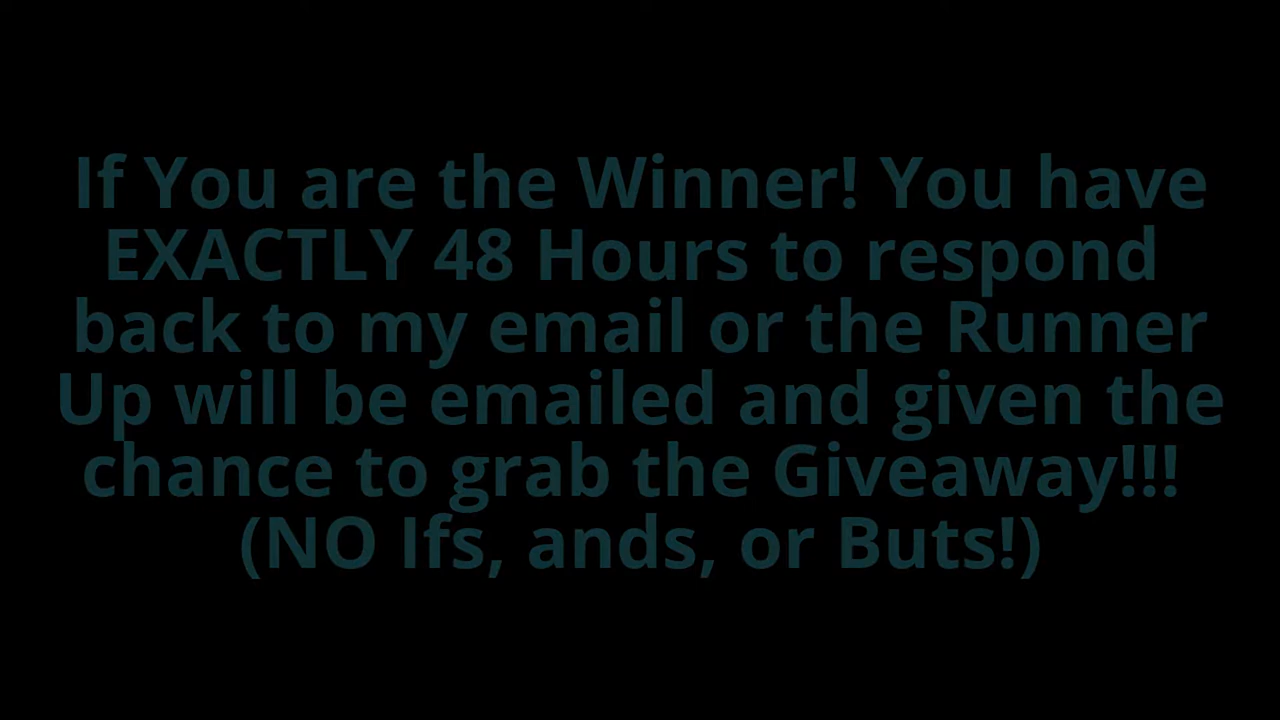 If You are the Winner! You have
EXACTLY 48 Hours to respond
back to my email or the Runner
Up will be emailed and given the
chance to grab the Giveaway!!!
(NO Ifs, ands, or Buts!)